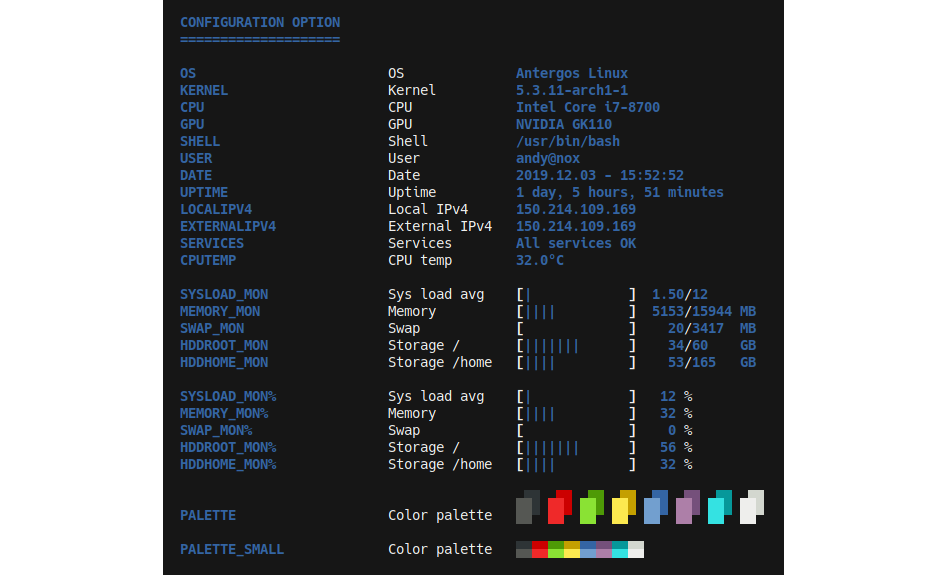 CONFIGURATION OPTION
====================
OS OS Antergos Linux
KERNEL Kernel 5.3.11-arch1-1
CPU CPU Intel Core i7-8700
GPU GPU NVIDIA GK110
SHELL Shell /usr/bin/bash
USER User andy@nox
DATE Date 2019.12.03 - 15:52:52
UPTIME Uptime 1 day, 5 hours, 51 minutes
LOCALIPV4 Local IPv4 150.214.109.169
EXTERNALIPV4 External IPv4 150.214.109.169
SERVICES Services All services OK
CPUTEMP CPU temp 32.0°C
SYSLOAD_MON Sys load avg [| ] 1.50/12
MEMORY_MON Memory [|||| ] 5153/15944 MB
SWAP_MON Swap [ ] 20/3417 MB
HDDROOT_MON Storage / [||||||| ] 34/60 GB
HDDHOME_MON Storage /home [|||| ] 53/165 GB
SYSLOAD_MON% Sys load avg [| ] 12 %
MEMORY_MON% Memory [|||| ] 32 %
SWAP_MON% Swap [ ] 0 %
HDDROOT_MON% Storage / [||||||| ] 56 %
HDDHOME_MON% Storage /home [|||| ] 32 %
PALETTE Color palette
PALETTE_SMALL Color palette